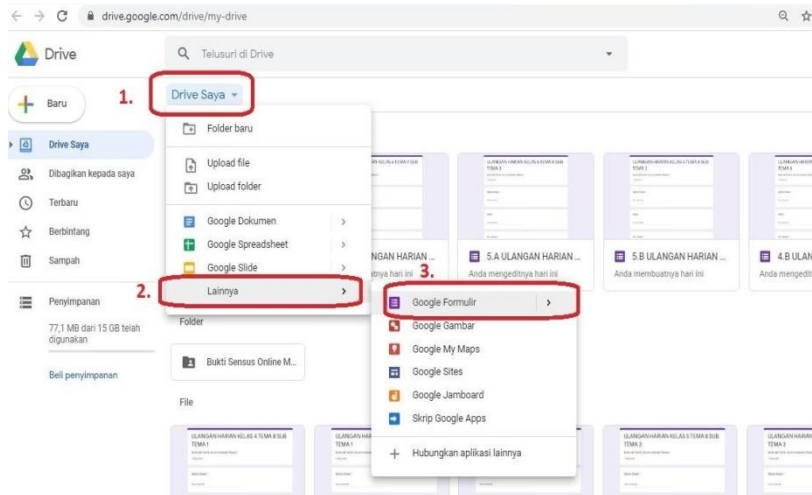 drive.google.com/drive/my-drive
Drive
Telusuri di Drive
1.
Drive Saya
Baru
Folder baru
Upload file
Upload folder
Google Dokumen
Google Spreadsheet
Google Slide
2.
Lainnya
3.
Google Formulir
Google Gambar
Google My Maps
Google Sites
Google Jamboard
Skrip Google Apps
Hubungkan aplikasi lainnya
Drive Saya
Dibagikan kepada saya
Terbaru
Berbintang
Sampah
Penyimpanan
77,1 MB dari 15 GB telah
digunakan
Beli penyimpanan
NGAN HARIAN ...
5.A ULANGAN HARIAN ...
Anda mengeditnya hari ini
5.B ULANGAN HARIAN ...
Anda membuatnya hari ini
4.B ULAN
Anda mengedit
Folder
Bukti Sensus Online M...
File
ULANGAN HARIAN KELAS 4 TEMA 8 SUB
TEMA 1